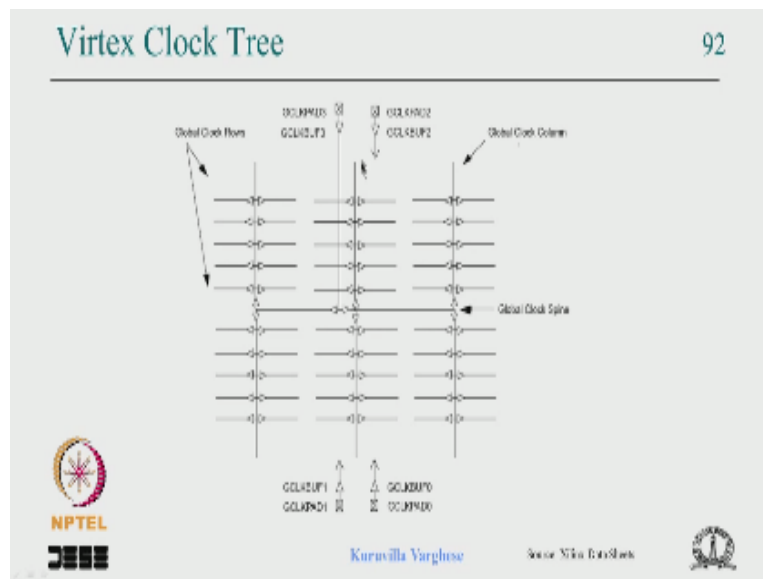 Virtex Clock Tree
92
GCLKPAD3
GCLKPAD2
GCLKBUF3
GCLKBUF2
Global Clock Rows
Global Clock Column
Global Clock Spine
GCLKBUF1
GCLKBUF0
GCLKPAD1
GCLKPAD0
NPTEL
DESE
Kuruvilla Varghese
Source: Xilinx Data Sheets